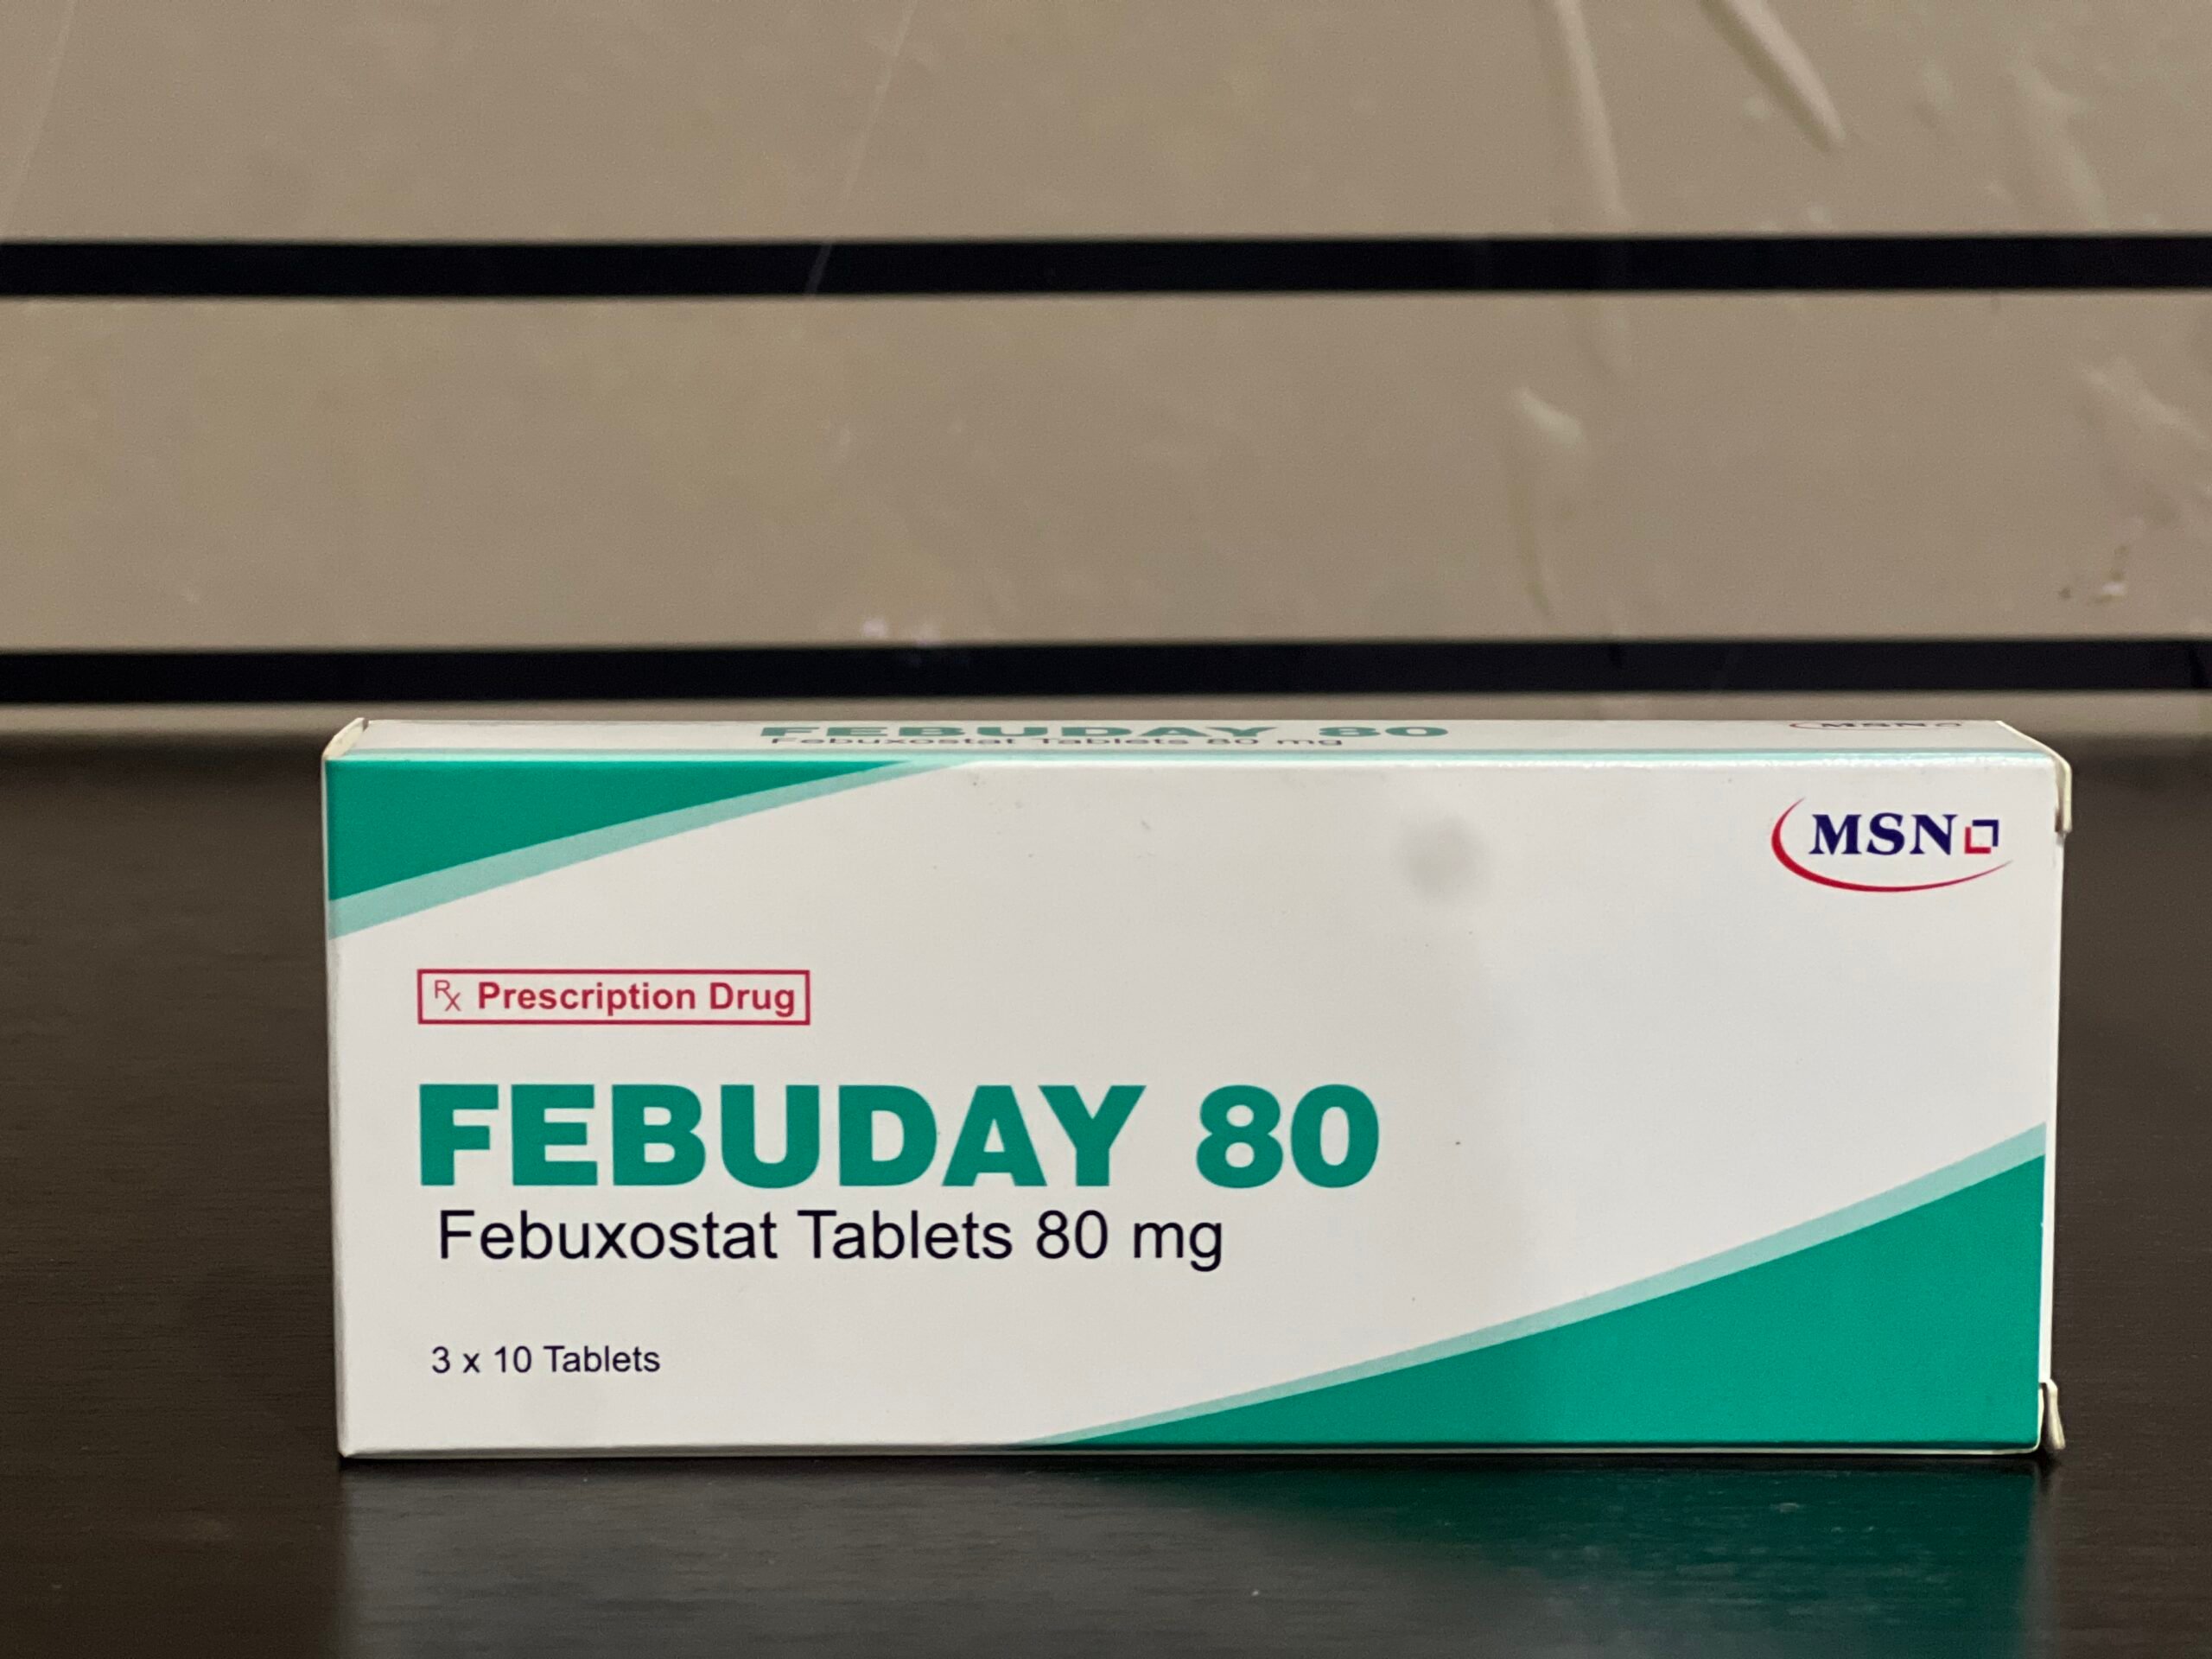 FEBUDAY 80
Febuxostat Tablets 80 mg
MSN
MSN
Rx Prescription Drug
FEBUDAY 80
Febuxostat Tablets 80 mg
3 x 10 Tablets